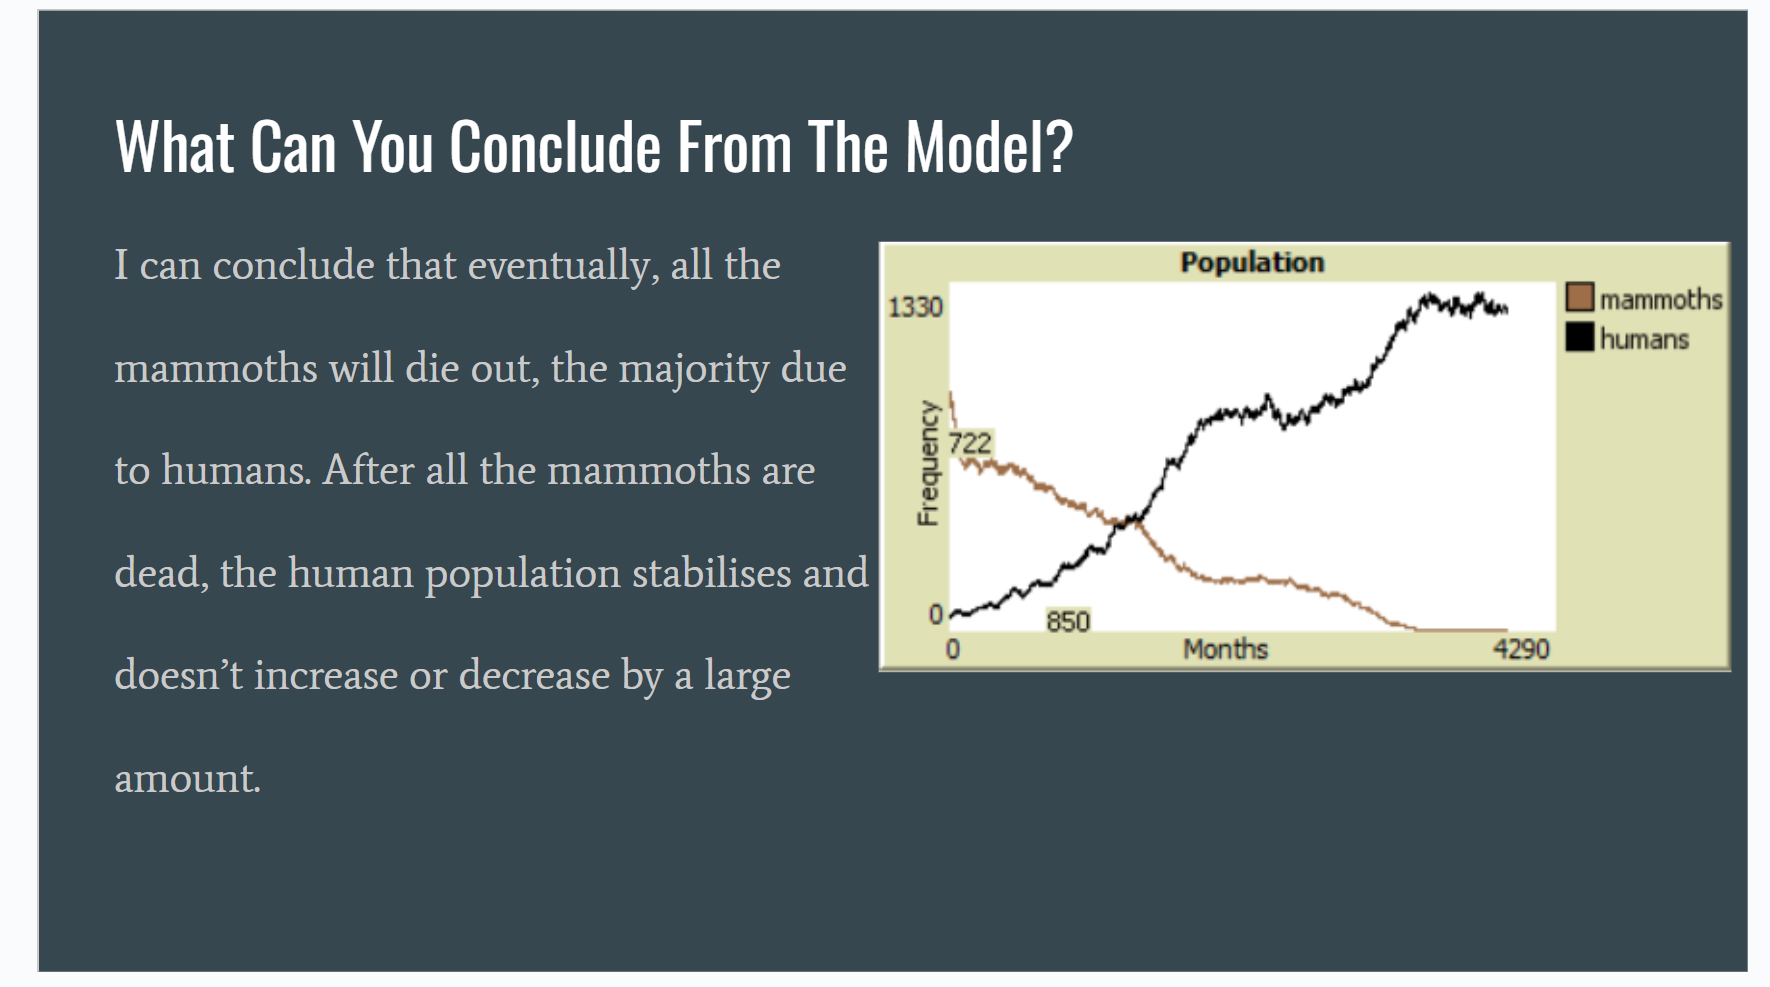 What Can You Conclude From The Model?
I can conclude that eventually, all the
mammoths will die out, the majority due
to humans. After all the mammoths are
dead, the human population stabilises and
doesn't increase or decrease by a large
amount.
Population
1330
mammoths
humans
Frequency
722
0
850
0
Months
4290